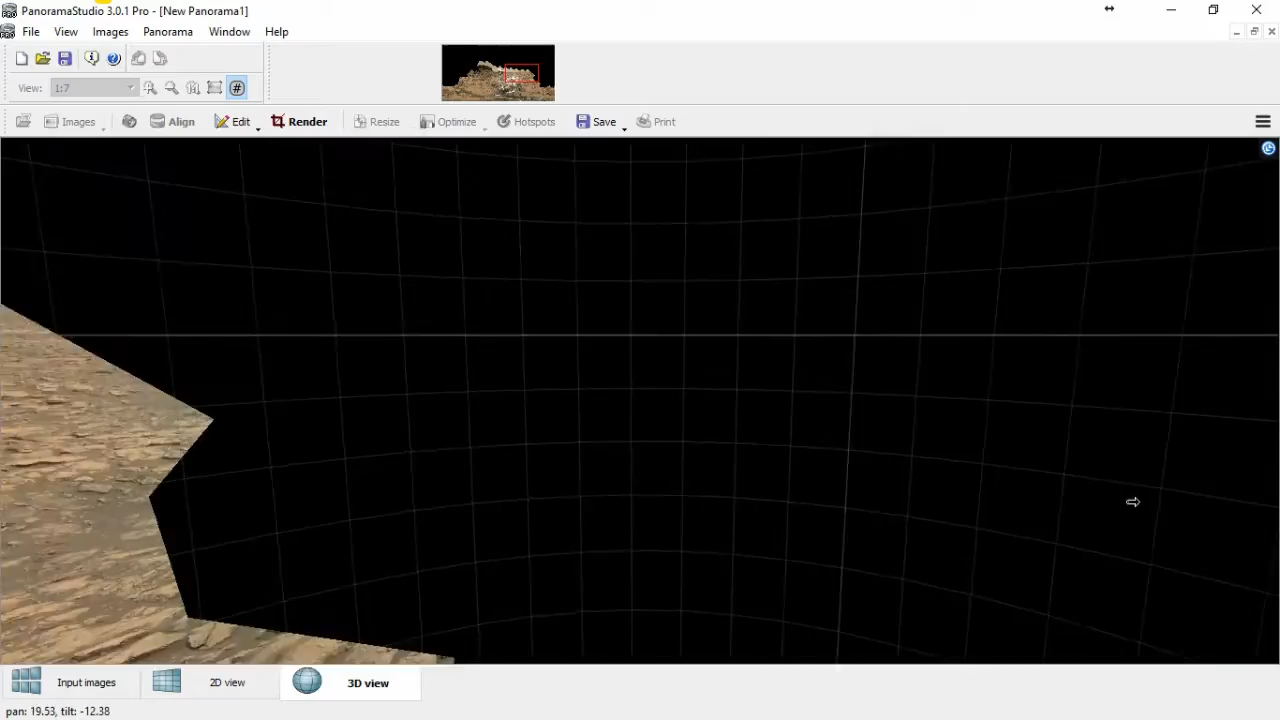 PanoramaStudio 3.0.1 Pro - [New Panorama1]
File View Images Panorama Window Help
View: 1:7
Images Align Edit Render Resize Optimize Hotspots Save Print
Input images 2D view 3D view
pan: 19.53, tilt: -12.38